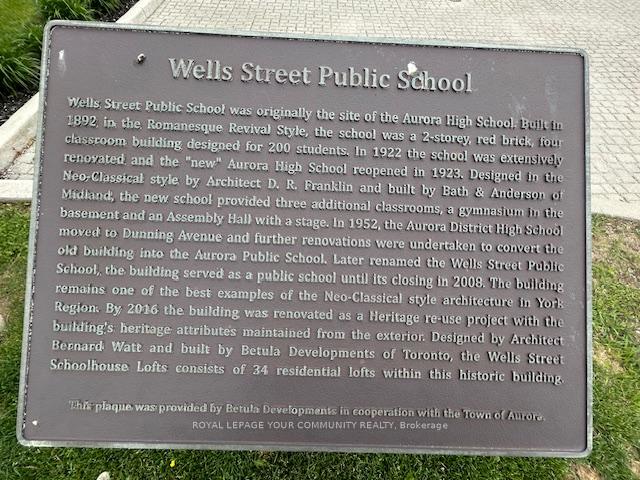 Wells Street Public School
Wells Street Public School was originally the site of the Aurora High School. Built in
1892 in the Romanesque Revival Style, the school was a 2-storey, red brick, four
classroom building designed for 200 students. In 1922 the school was extensively
renovated and the "new" Aurora High School reopened in 1923. Designed in the
Neo-Classical style by Architect D. R. Franklin and built by Bath & Anderson of
Midland, the new school provided three additional classrooms, a gymnasium in the
basement and an Assembly Hall with a stage. In 1952, the Aurora District High School
moved to Dunning Avenue and further renovations were undertaken to convert the
old building into the Aurora Public School. Later renamed the Wells Street Public
School, the building served as a public school until its closing in 2008. The building
remains one of the best examples of the Neo-Classical style architecture in York
Region. By 2016 the building was renovated as a Heritage re-use project with the
building's heritage attributes maintained from the exterior. Designed by Architect
Bernard Watt and built by Betula Developments of Toronto, the Wells Street
Schoolhouse Lofts consists of 34 residential lofts within this historic building.
This plaque was provided by Betula Developments in cooperation with the Town of Aurora.
ROYAL LEPAGE YOUR COMMUNITY REALTY, Brokerage